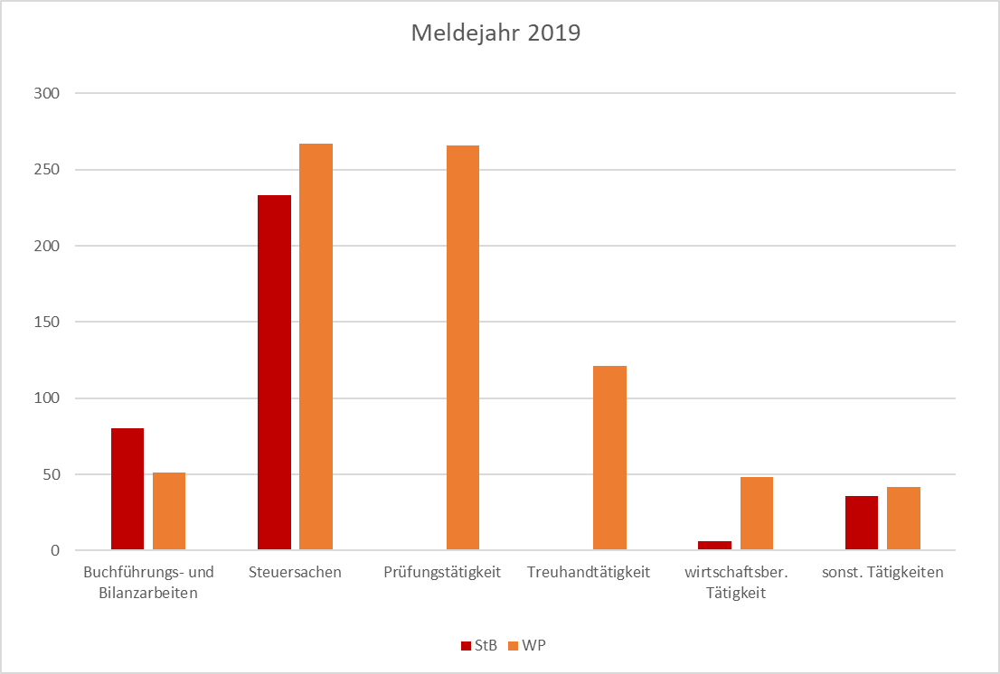 Meldejahr 2019
300
250
200
150
100
50
0
Buchführungs- und
Bilanzarbeiten
Steuersachen
Prüfungstätigkeit
Treuhandtätigkeit
wirtschaftsber.
Tätigkeit
sonst. Tätigkeiten
StB WP